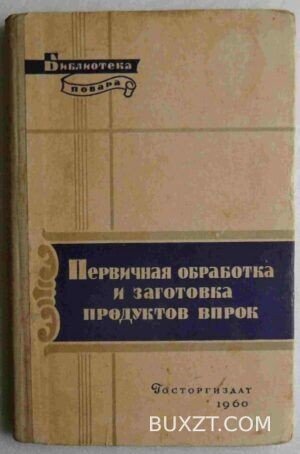 Библиотека
повара
Первичная обработка
и заготовка
продуктов впрок
Госторгиздат
1960
BUXZT.COM